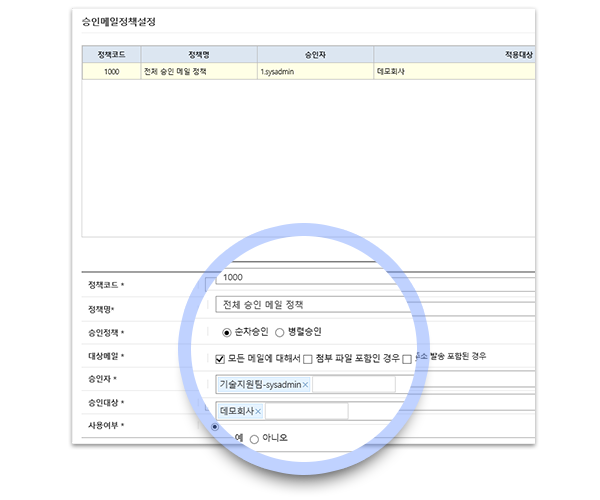 승인메일정책설정
정책코드 정책명 승인자 적용대상
1000 전체 승인 메일 정책 1.sysadmin 데모회사
정책코드 * 1000
정책명* 전체 승인 메일 정책
승인정책 * 순차승인 병렬승인
대상메일 * 모든 메일에 대해서 첨부 파일 포함인 경우 주소 발송 포함된 경우
승인자 * 기술지원팀-sysadmin×
승인대상 * 데모회사×
사용여부 * 예 아니오